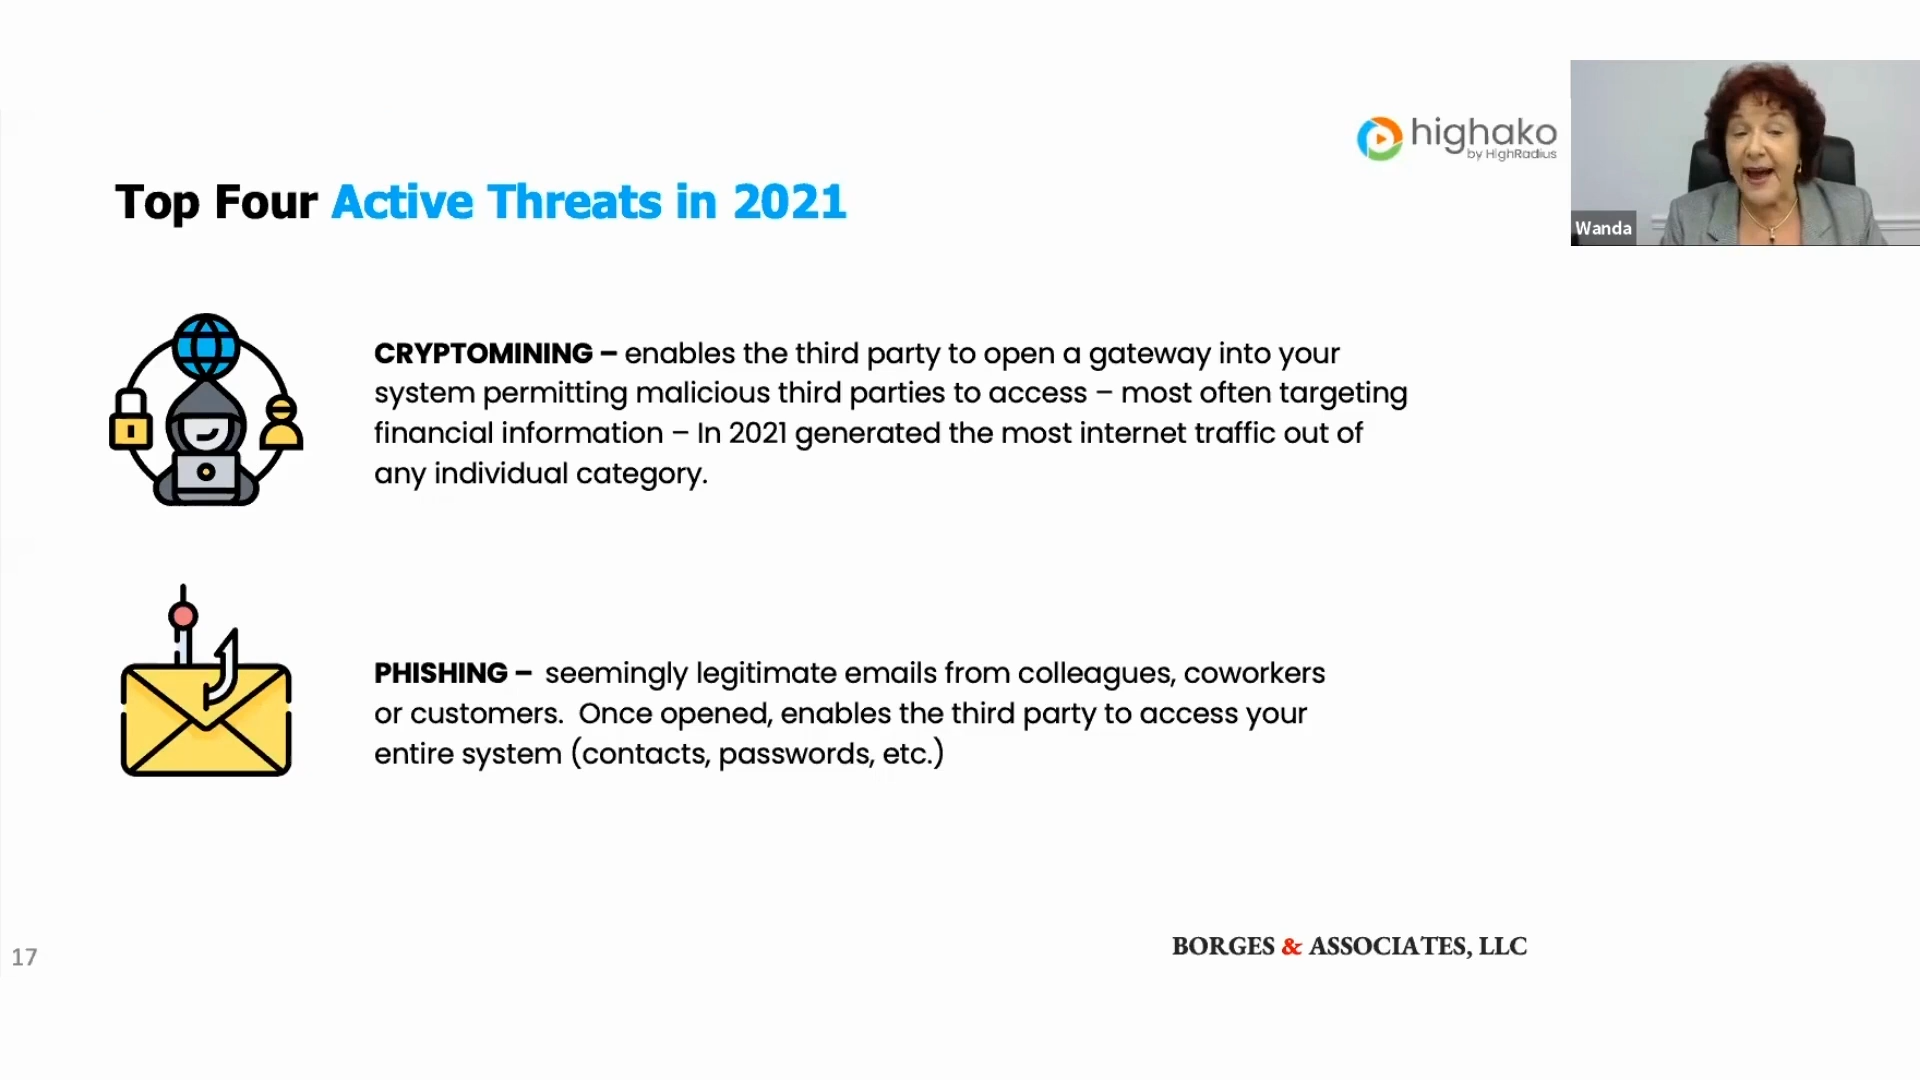 highako
by HighRadius
Wanda
Top Four Active Threats in 2021
CRYPTOMINING – enables the third party to open a gateway into your
system permitting malicious third parties to access – most often targeting
financial information – In 2021 generated the most internet traffic out of
any individual category.
PHISHING –  seemingly legitimate emails from colleagues, coworkers
or customers.  Once opened, enables the third party to access your
entire system (contacts, passwords, etc.)
BORGES & ASSOCIATES, LLC
17